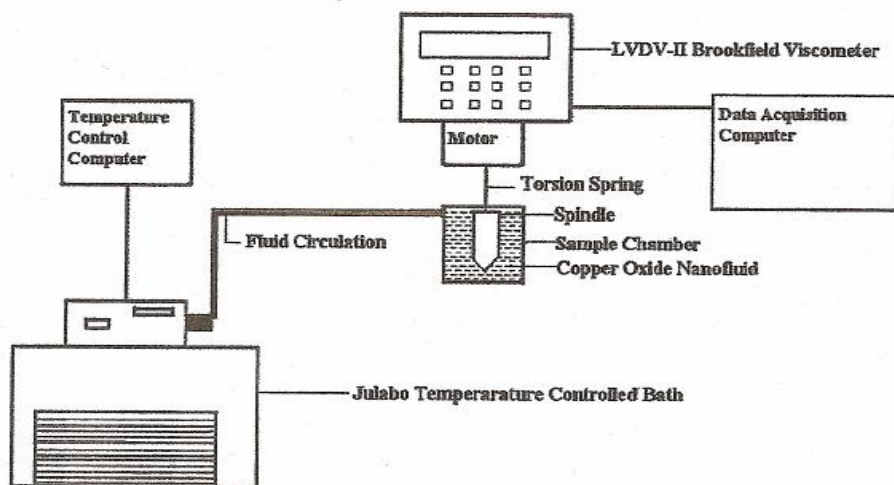 LVDV-II Brookfield Viscometer
Temperature
Control
Computer
Data Acquisition
Computer
Motor
Torsion Spring
Spindle
Fluid Circulation
Sample Chamber
Copper Oxide Nanofluid
Julabo Temperarature Controlled Bath